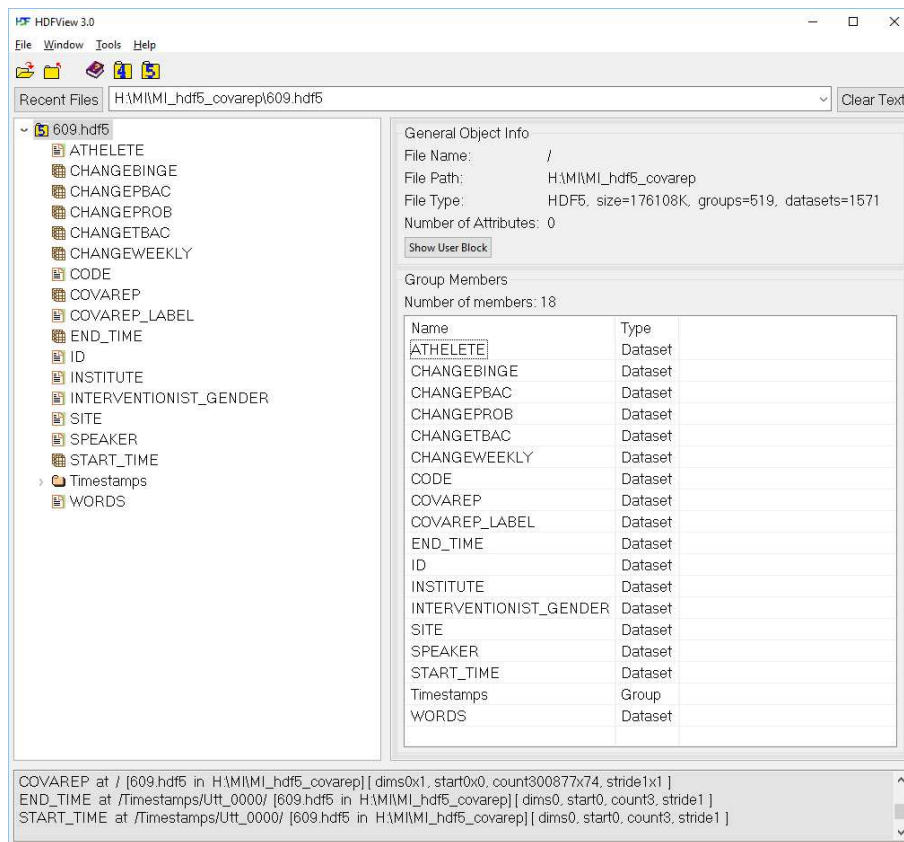 HDFView 3.0
File Window Tools Help
Recent Files H:\MI\MI_hdf5_covarep\609.hdf5 Clear Text
609.hdf5
ATHELETE
CHANGEBINGE
CHANGEPBAC
CHANGEPROB
CHANGETBAC
CHANGEWEEKLY
CODE
COVAREP
COVAREP_LABEL
END_TIME
ID
INSTITUTE
INTERVENTIONIST_GENDER
SITE
SPEAKER
START_TIME
Timestamps
WORDS
General Object Info
File Name: /
File Path: H:\MI\MI_hdf5_covarep
File Type: HDF5, size=176108K, groups=519, datasets=1571
Number of Attributes: 0
Show User Block
Group Members
Number of members: 18
Name Type
ATHELETE Dataset
CHANGEBINGE Dataset
CHANGEPBAC Dataset
CHANGEPROB Dataset
CHANGETBAC Dataset
CHANGEWEEKLY Dataset
CODE Dataset
COVAREP Dataset
COVAREP_LABEL Dataset
END_TIME Dataset
ID Dataset
INSTITUTE Dataset
INTERVENTIONIST_GENDER Dataset
SITE Dataset
SPEAKER Dataset
START_TIME Dataset
Timestamps Group
WORDS Dataset
COVAREP at / [609.hdf5 in H:\MI\MI_hdf5_covarep] [ dims0x1, start0x0, count300877x74, stride1x1 ]
END_TIME at /Timestamps/Utt_0000/ [609.hdf5 in H:\MI\MI_hdf5_covarep] [ dims0, start0, count3, stride1 ]
START_TIME at /Timestamps/Utt_0000/ [609.hdf5 in H:\MI\MI_hdf5_covarep] [ dims0, start0, count3, stride1 ]